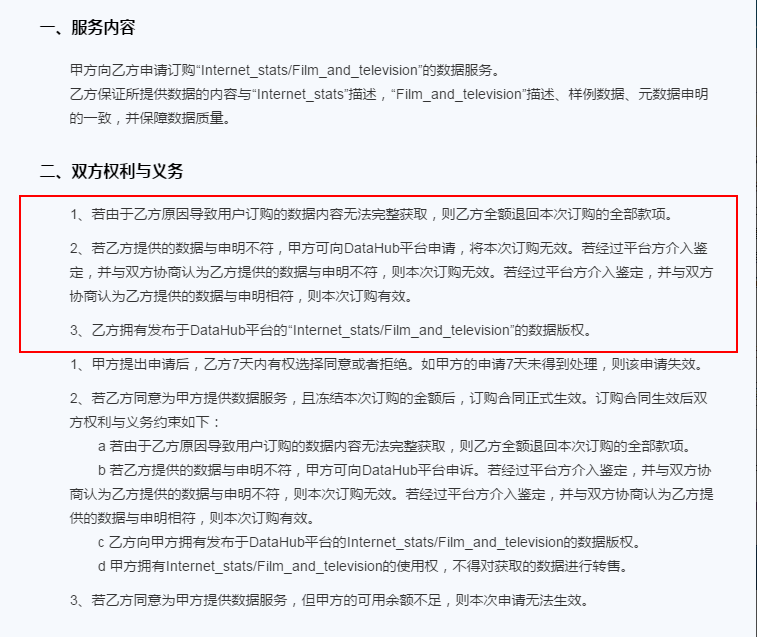 一、服务内容
甲方向乙方申请订购“Internet_stats/Film_and_television”的数据服务。
乙方保证所提供数据的内容与“Internet_stats”描述，“Film_and_television”描述、样例数据、元数据申明
的一致，并保障数据质量。
二、双方权利与义务
1、若由于乙方原因导致用户订购的数据内容无法完整获取，则乙方全额退回本次订购的全部款项。
2、若乙方提供的数据与申明不符，甲方可向DataHub平台申请，将本次订购无效。若经过平台方介入鉴
定，并与双方协商认为乙方提供的数据与申明不符，则本次订购无效。若经过平台方介入鉴定，并与双方
协商认为乙方提供的数据与申明相符，则本次订购有效。
3、乙方拥有发布于DataHub平台的“Internet_stats/Film_and_television”的数据版权。
1、甲方提出申请后，乙方7天内有权选择同意或者拒绝。如甲方的申请7天未得到处理，则该申请失效。
2、若乙方同意为甲方提供数据服务，且冻结本次订购的金额后，订购合同正式生效。订购合同生效后双
方权利与义务约束如下：
a 若由于乙方原因导致用户订购的数据内容无法完整获取，则乙方全额退回本次订购的全部款项。
b 若乙方提供的数据与申明不符，甲方可向DataHub平台申诉。若经过平台方介入鉴定，并与双方协
商认为乙方提供的数据与申明不符，则本次订购无效。若经过平台方介入鉴定，并与双方协商认为乙方提
供的数据与申明相符，则本次订购有效。
c 乙方向甲方拥有发布于DataHub平台的Internet_stats/Film_and_television的数据版权。
d 甲方拥有Internet_stats/Film_and_television的使用权，不得对获取的数据进行转售。
3、若乙方同意为甲方提供数据服务，但甲方的可用余额不足，则本次申请无法生效。